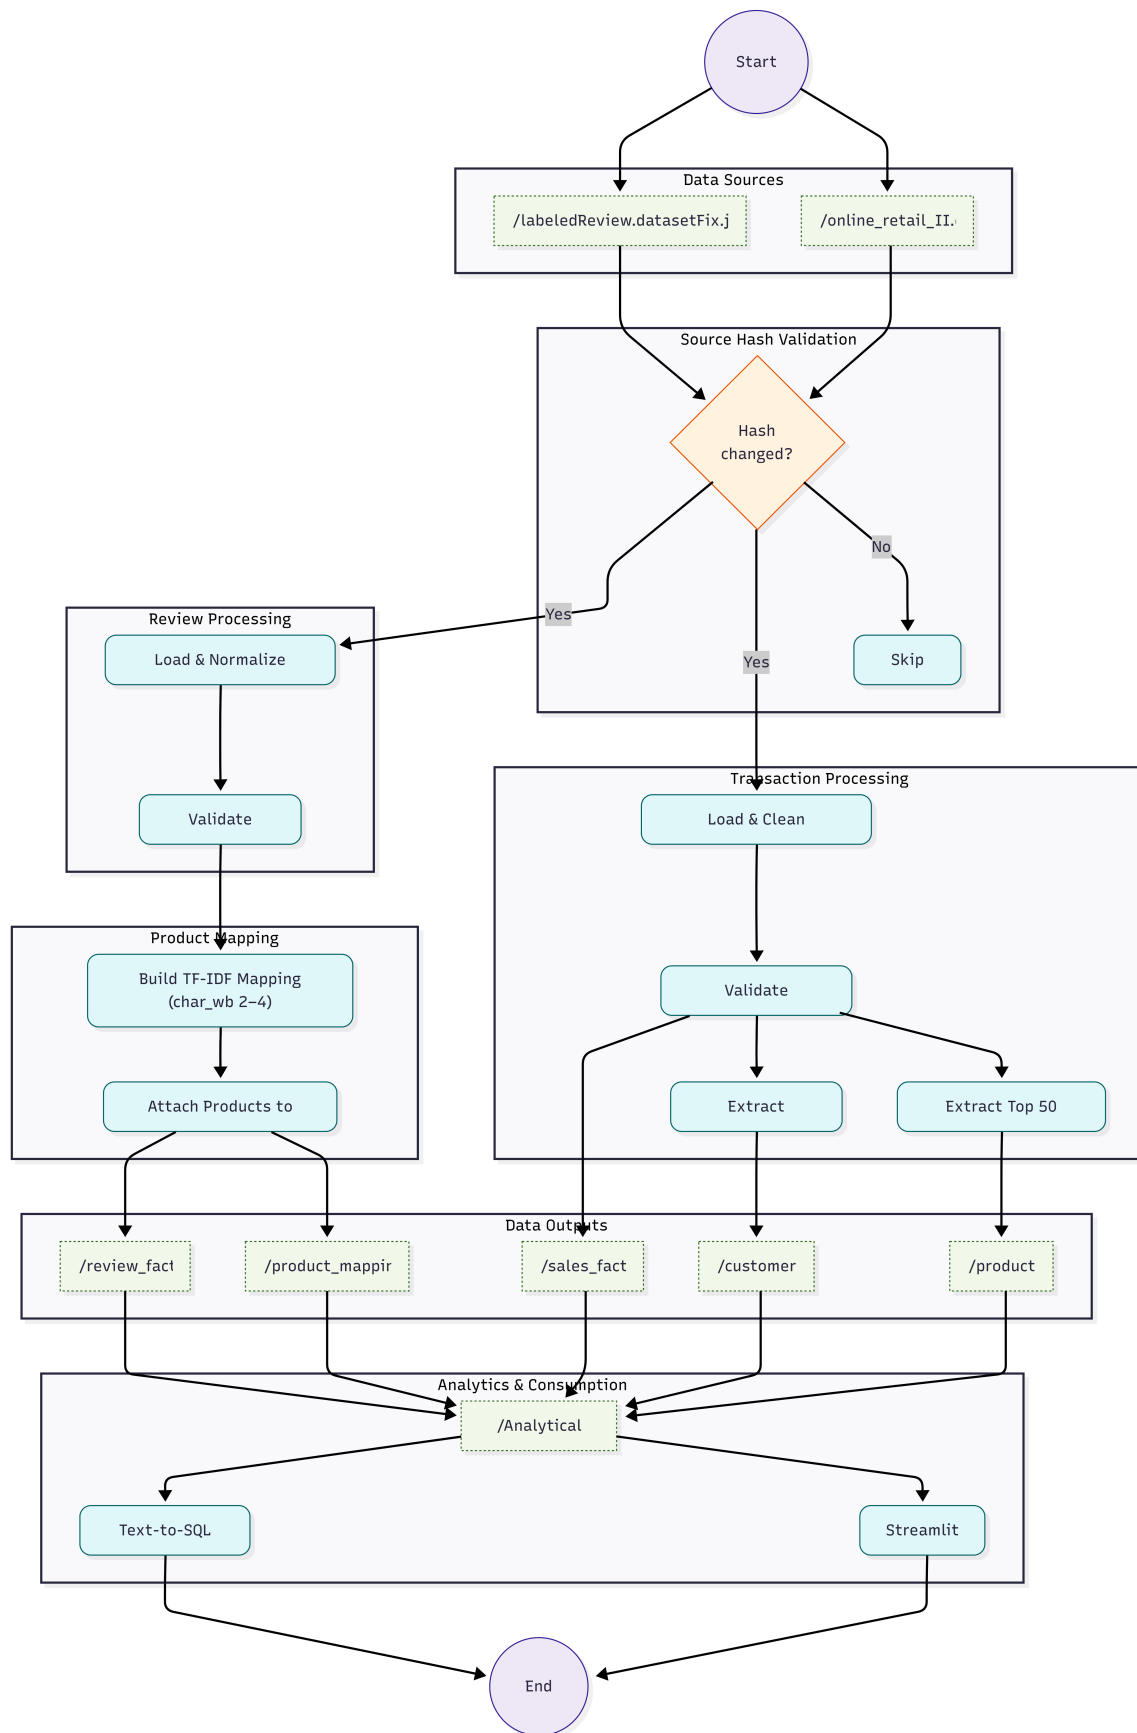 Start
Data Sources
/labeledReview.datasetFix.j
/online_retail_II.
Source Hash Validation
Hash
changed?
No
Yes
Yes
Skip
Review Processing
Load & Normalize
Validate
Transaction Processing
Load & Clean
Validate
Extract
Extract Top 50
Product Mapping
Build TF-IDF Mapping
(char_wb 2–4)
Attach Products to
Data Outputs
/review_fact
/product_mappin
/sales_fact
/customer
/product
Analytics & Consumption
/Analytical
Text-to-SQL
Streamlit
End